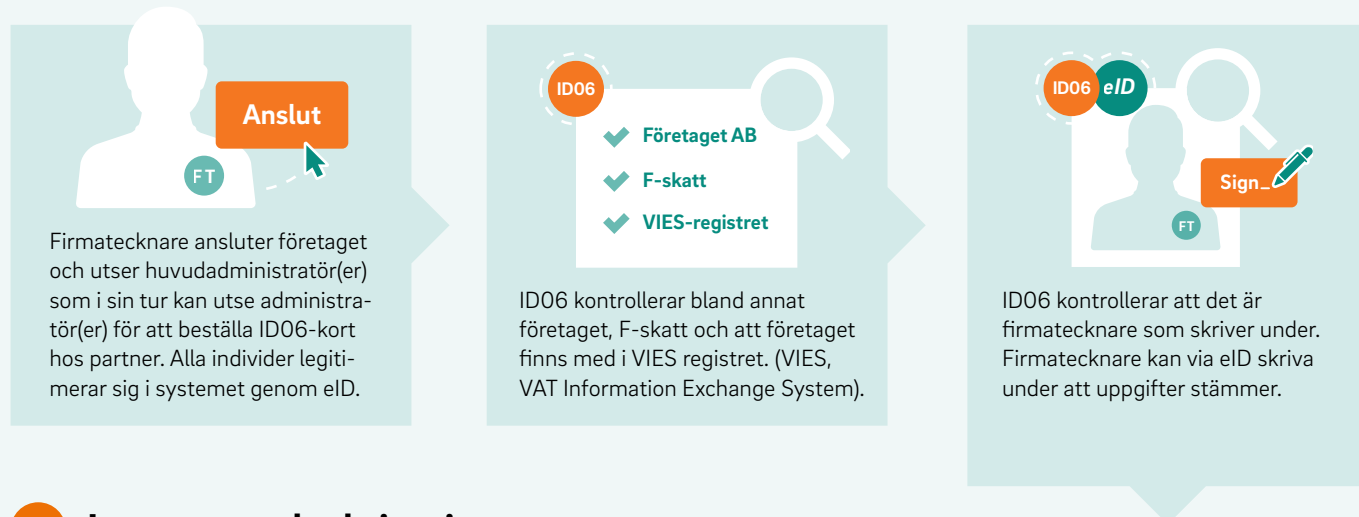 Anslut
FT
Firmatecknare ansluter företaget
och utser huvudadministratör(er)
som i sin tur kan utse administra-
tör(er) för att beställa ID06-kort
hos partner. Alla individer legiti-
merar sig i systemet genom eID.
ID06
Företaget AB
F-skatt
VIES-registret
ID06 kontrollerar bland annat
företaget, F-skatt och att företaget
finns med i VIES registret. (VIES,
VAT Information Exchange System).
ID06 eID
Sign_
FT
ID06 kontrollerar att det är
firmatecknare som skriver under.
Firmatecknare kan via eID skriva
under att uppgifter stämmer.